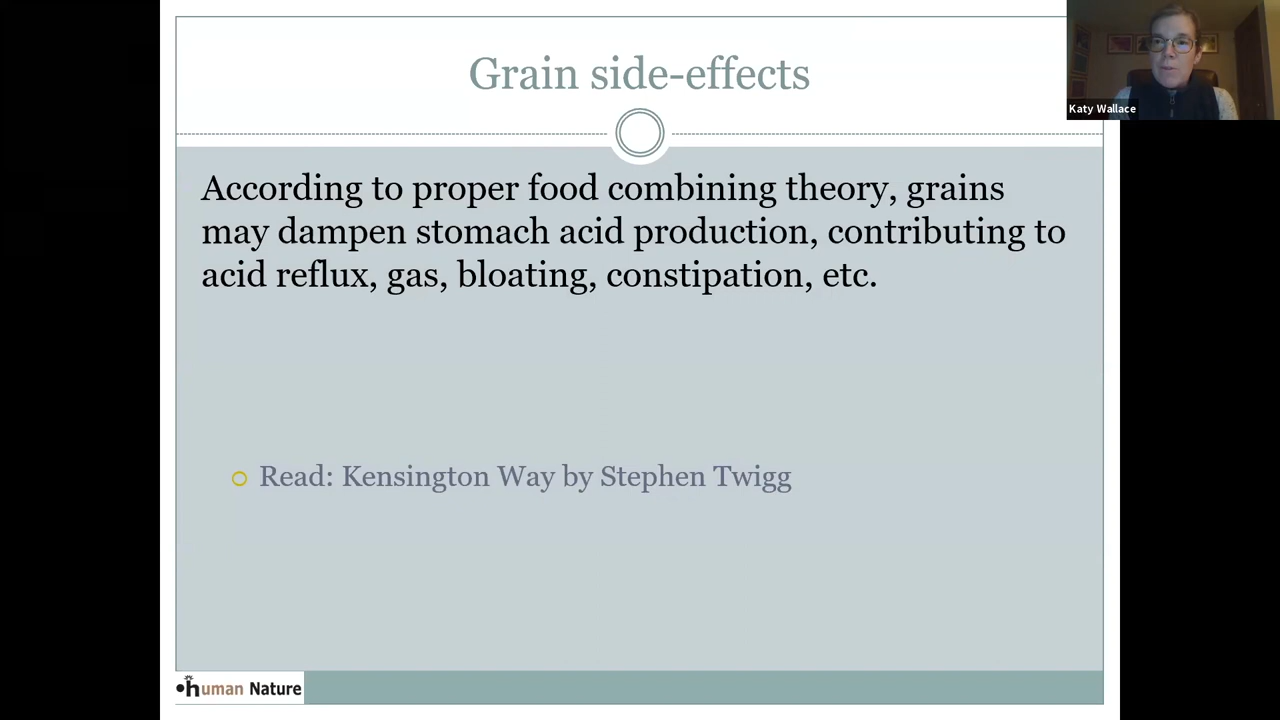 Grain side-effects
Katy Wallace
According to proper food combining theory, grains
may dampen stomach acid production, contributing to
acid reflux, gas, bloating, constipation, etc.
Read: Kensington Way by Stephen Twigg
human Nature